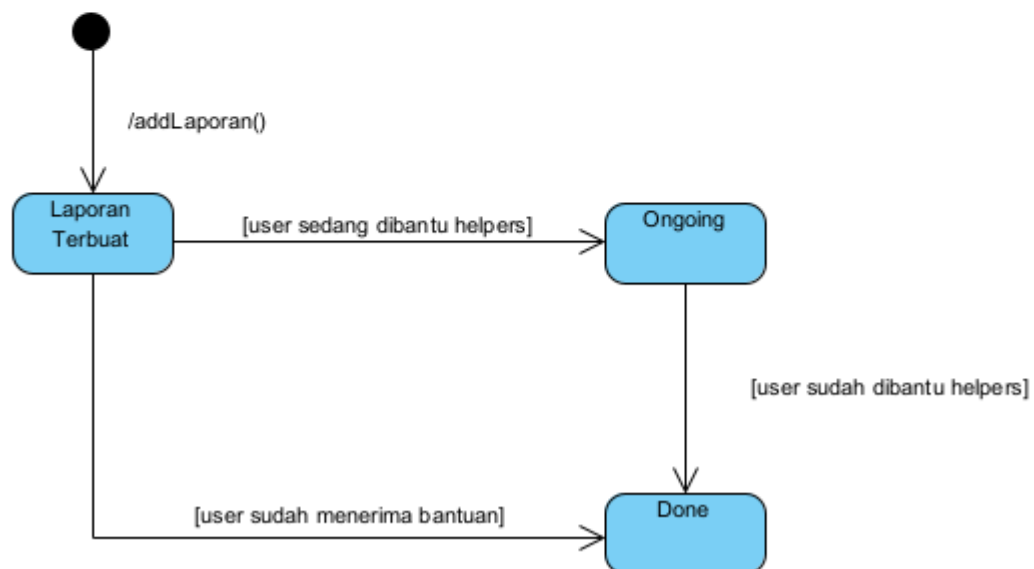 /addLaporan()
Laporan
Terbuat
[user sedang dibantu helpers]
Ongoing
[user sudah dibantu helpers]
[user sudah menerima bantuan]
Done